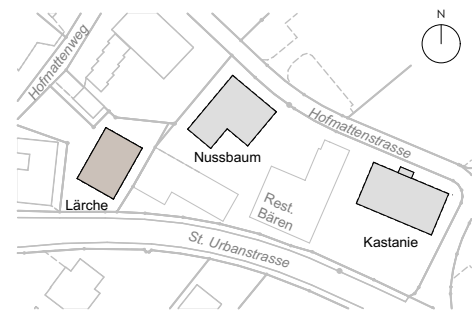 N
Hofmattenweg
Hofmattenstrasse
Nussbaum
Lärche
Rest.
Bären
Kastanie
St. Urbanstrasse